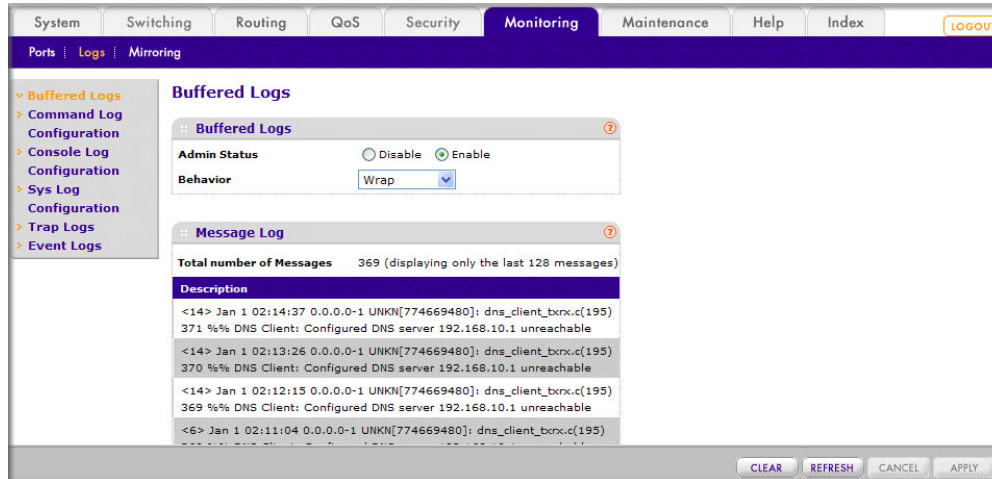 System Switching Routing QoS Security Monitoring Maintenance Help Index LOGOUT
Ports Logs Mirroring
Buffered Logs
Command Log
Configuration
Console Log
Configuration
Sys Log
Configuration
Trap Logs
Event Logs
Buffered Logs
Buffered Logs
Admin Status Disable Enable
Behavior Wrap
Message Log
Total number of Messages 369 (displaying only the last 128 messages)
Description
<14> Jan 1 02:14:37 0.0.0.0-1 UNKN[774669480]: dns_client_txrx.c(195)
371 %% DNS Client: Configured DNS server 192.168.10.1 unreachable
<14> Jan 1 02:13:26 0.0.0.0-1 UNKN[774669480]: dns_client_txrx.c(195)
370 %% DNS Client: Configured DNS server 192.168.10.1 unreachable
<14> Jan 1 02:12:15 0.0.0.0-1 UNKN[774669480]: dns_client_txrx.c(195)
369 %% DNS Client: Configured DNS server 192.168.10.1 unreachable
<6> Jan 1 02:11:04 0.0.0.0-1 UNKN[774669480]: dns_client_txrx.c(195)
CLEAR REFRESH CANCEL APPLY